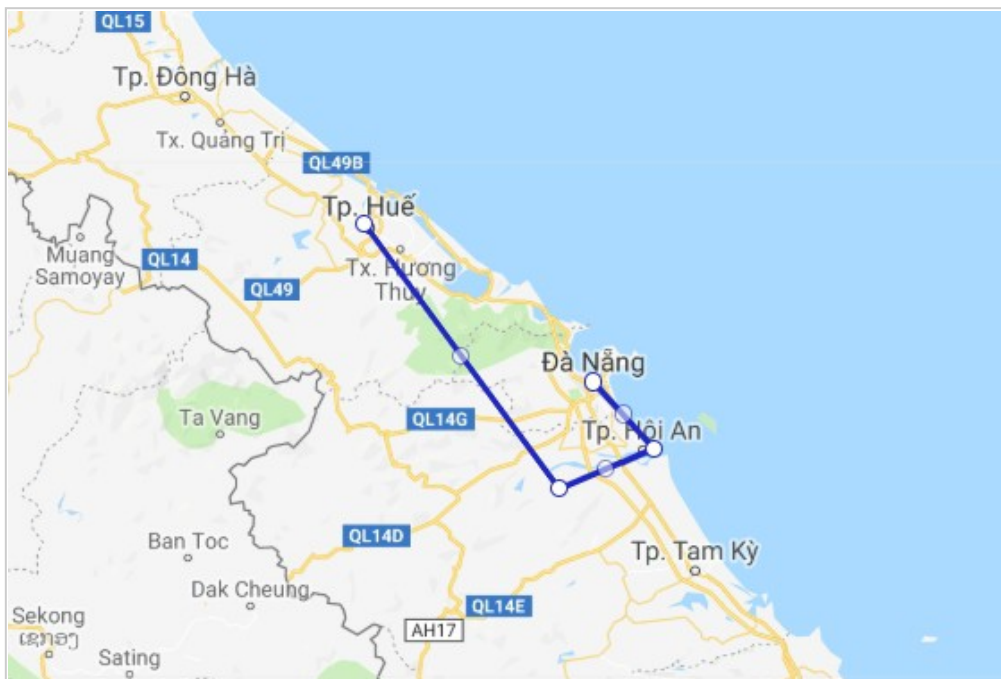 QL15
Tp. Đông Hà
Tx. Quảng Trị
QL49B
Tp. Huế
Muang
Samoyay
QL14
QL49
Tx. Hương
Thủy
Đà Nẵng
Ta Vang
QL14G
Tp. Hội An
QL14D
Ban Toc
Tp. Tam Kỳ
Dak Cheung
QL14E
Sekong
AH17
Sating